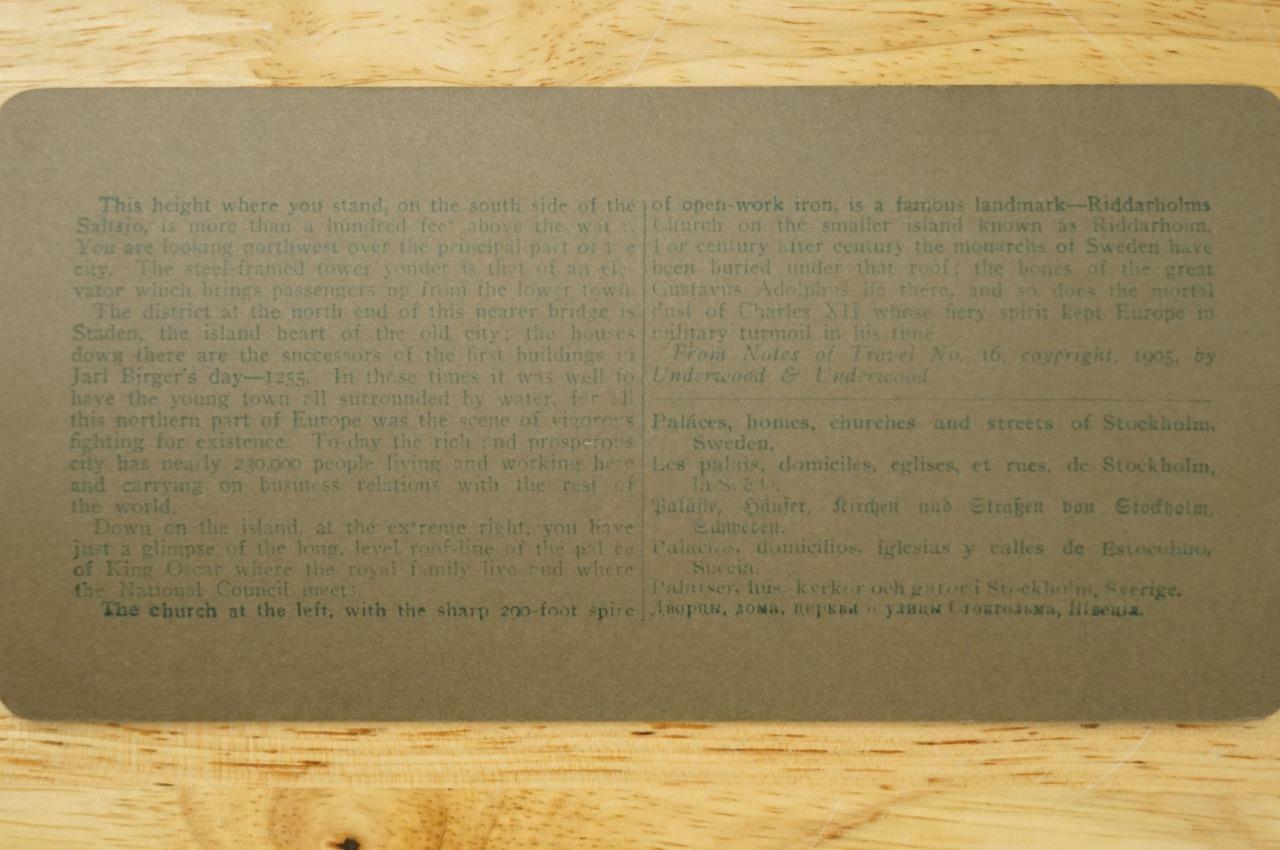 This height where you stand, on the south side of the
Saltsjo, is more than a hundred feet above the
You are looking northwest over the principal part of the
city. The steel-framed tower yonder is that of an ele-
vator which brings passengers up from the lower town.
The district at the north end of this nearer bridge is
Staden, the island heart of the old city; the houses
down there are the successors of the first buildings in
Jarl Birger's day—1255. In those times it was well to
have the young town all surrounded by water, for all
this northern part of Europe was the scene of vigorous
fighting for existence. To-day the rich and prosperous
city has nearly 230,000 people living and working here
and carrying on business relations with the rest of
the world.
Down on the island, at the extreme right, you have
just a glimpse of the long, level roof-line of the palace
of King Oscar where the royal family live and where
the National Council meets.
The church at the left, with the sharp 200-foot spire
of open-work iron, is a famous landmark—Riddarholms
Church on the smaller island known as Riddarholm.
For century after century the monarchs of Sweden have
been buried under that roof; the bones of the great
Gustavus Adolphus lie there, and so does the mortal
dust of Charles XII whose fiery spirit kept Europe in
military turmoil in his time.
From Notes of Travel No. 16, copyright, 1905, by
Underwood & Underwood
Palaces, homes, churches and streets of Stockholm,
Sweden.
Les palais, domiciles, eglises, et rues, de Stockholm,
la
Paläste, Häuser, Kirchen und Straßen von Stockholm,
Schweden.
Palacios, domicilios, iglesias y calles de Estocolmo,
Suecia.
Palatser, hus, kyrkor och gator i Stockholm, Sverige.
Дворцы, дома, церкви и улицы Стокгольма, Швеція.